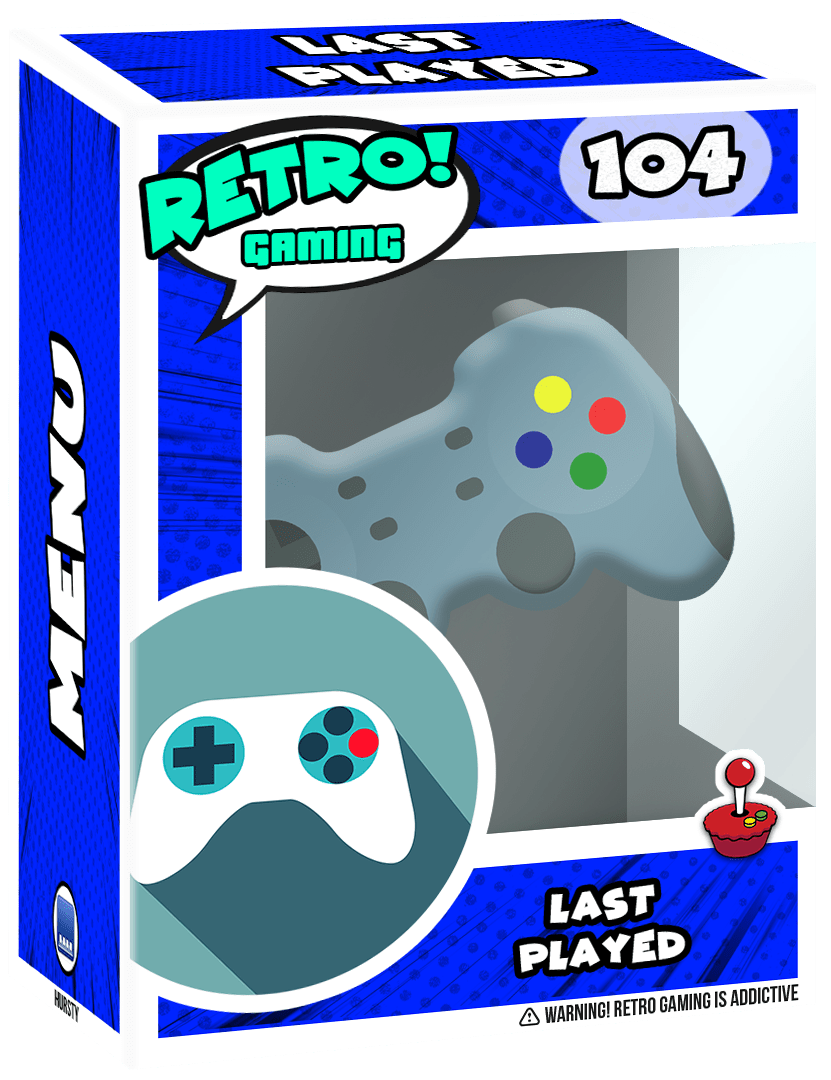 LAST
PLAYED
RETRO!
GAMING
104
MENU
LAST
PLAYED
HURSTY
⚠ WARNING! RETRO GAMING IS ADDICTIVE